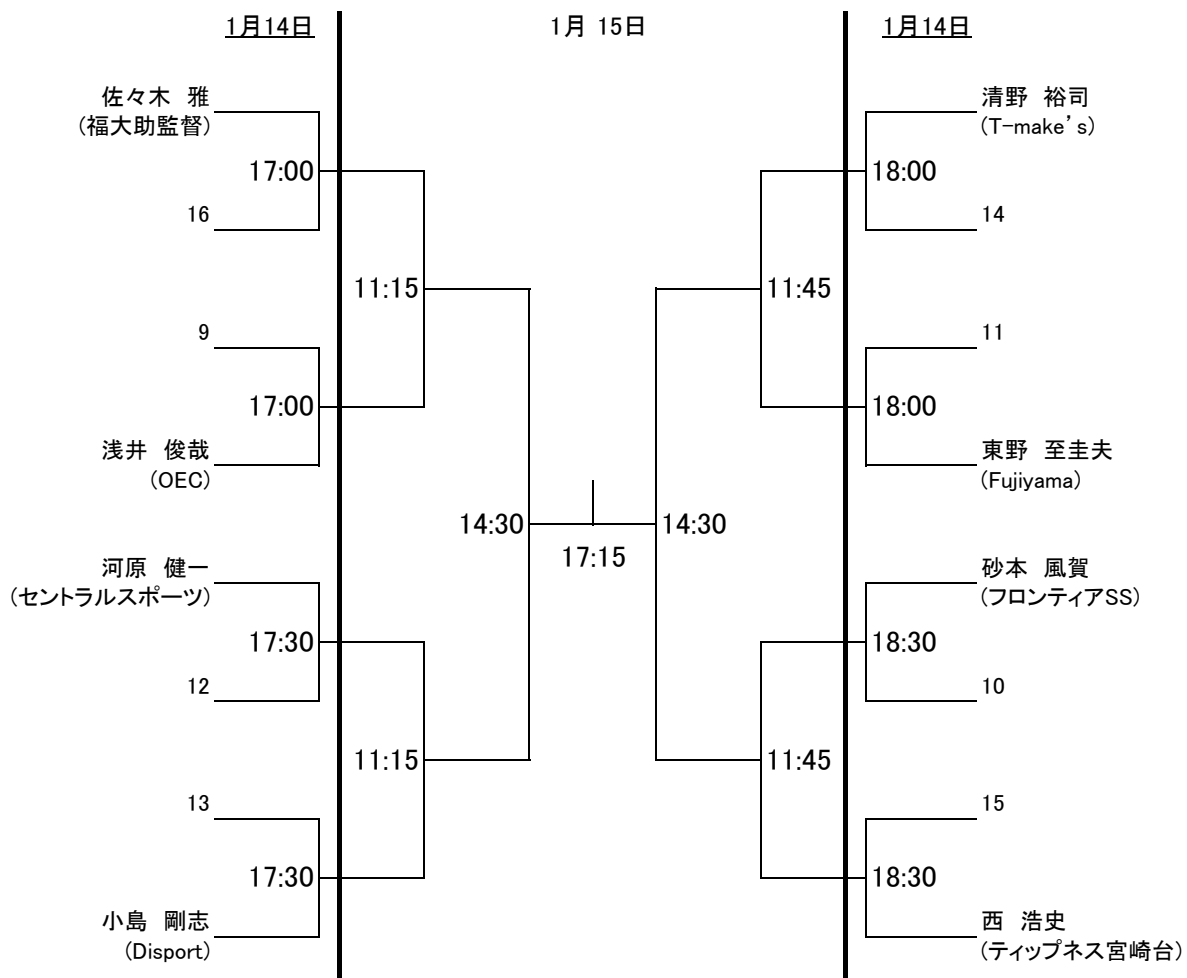 1月14日
1月 15日
1月14日
佐々木 雅
(福大助監督)
17:00
16
11:15
9
17:00
浅井 俊哉
(OEC)
14:30
河原 健一
(セントラルスポーツ)
17:30
12
11:15
13
17:30
小島 剛志
(Disport)
17:15
清野 裕司
(T-make's)
18:00
14
11:45
11
18:00
東野 至圭夫
(Fujiyama)
14:30
砂本 風賀
(フロンティアSS)
18:30
10
11:45
15
18:30
西 浩史
(ティップネス宮崎台)